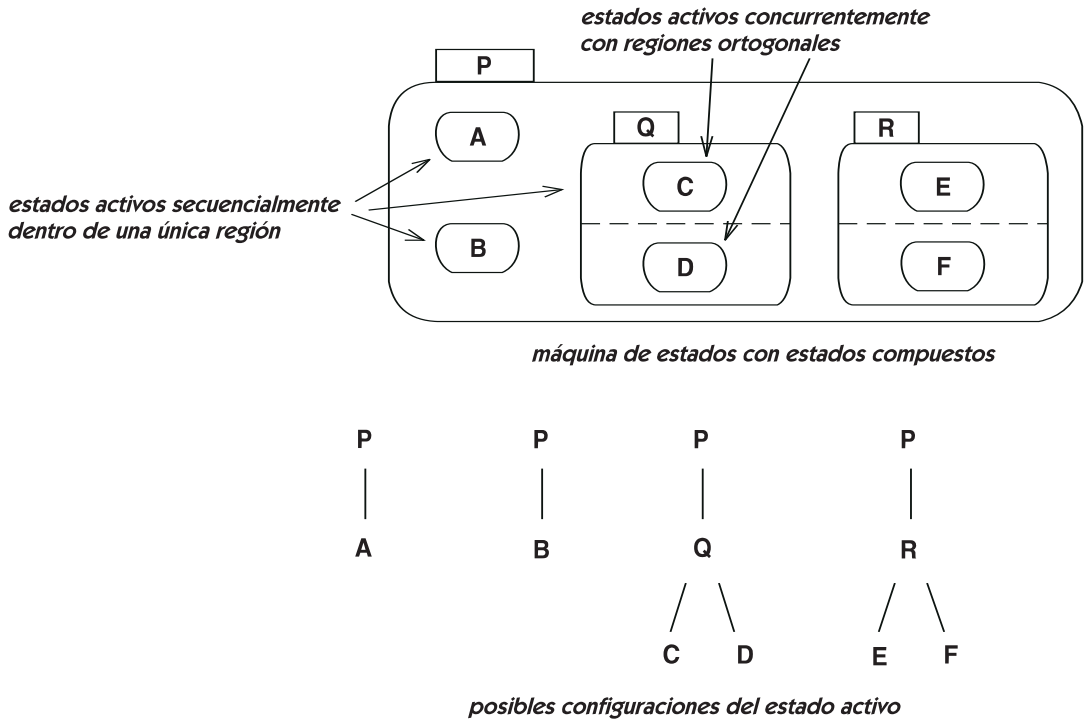 estados activos concurrentemente
con regiones ortogonales
P
A
Q
R
C
E
estados activos secuencialmente
dentro de una única región
B
D
F
máquina de estados con estados compuestos
P P P P
A B Q R
C D E F
posibles configuraciones del estado activo